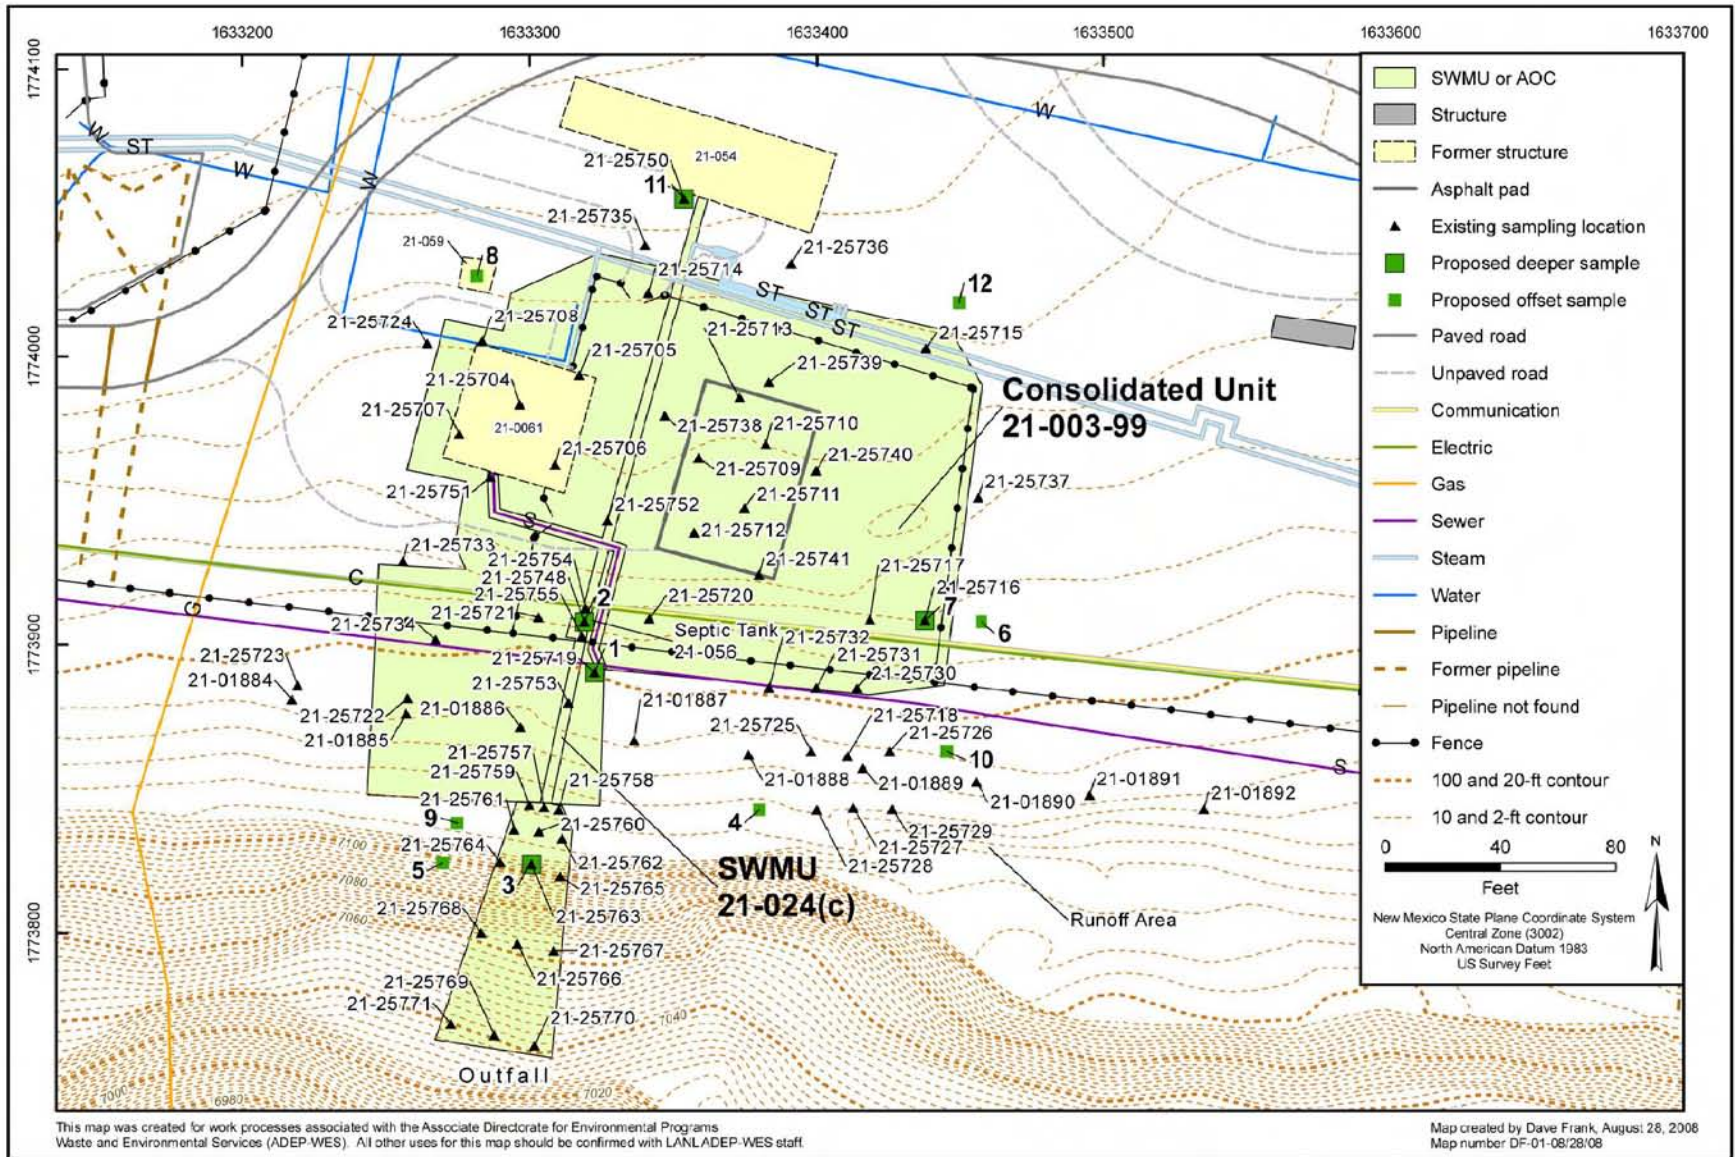 1633200
1633300
1633400
1633500
1633600
1633700
1774100
1774000
1773900
1773800
SWMU or AOC
Structure
Former structure
Asphalt pad
Existing sampling location
Proposed deeper sample
Proposed offset sample
Paved road
Unpaved road
Communication
Electric
Gas
Sewer
Steam
Water
Pipeline
Former pipeline
Pipeline not found
Fence
100 and 20-ft contour
10 and 2-ft contour
0 40 80
Feet
N
New Mexico State Plane Coordinate System
Central Zone (3002)
North American Datum 1983
US Survey Feet
W
ST
W
W
W
21-25750
21-054
11
21-25735
21-25736
21-059
8
21-25714
12
ST
ST
ST
21-25724
21-25708
21-25713
21-25715
21-25705
21-25739
21-25704
Consolidated Unit
21-003-99
21-25707
21-0061
21-25738
21-25710
21-25706
21-25709
21-25740
21-25751
21-25737
21-25711
S
21-25752
21-25712
21-25733
21-25754
21-25741
21-25717
C
21-25748
21-25716
21-25755
2
21-25720
7
G
21-25721
21-25734
Septic Tank
21-056
21-25732
6
21-25719
1
21-25731
21-25723
21-25730
21-01884
21-25753
21-25722
21-01886
21-01887
21-01885
21-25725
21-25718
21-25726
10
21-25757
21-25759
21-25758
21-01888
21-01889
21-01891
S
21-25761
21-01890
21-01892
9
21-25760
4
21-25729
21-25727
7100
21-25764
5
21-25762
21-25728
SWMU
21-024(c)
7080
3
21-25765
21-25768
7060
21-25763
Runoff Area
21-25767
21-25766
21-25769
21-25771
21-25770
7040
Outfall
7000
6980
7020
This map was created for work processes associated with the Associate Directorate for Environmental Programs
Waste and Environmental Services (ADEP-WES). All other uses for this map should be confirmed with LANL ADEP-WES staff.
Map created by Dave Frank, August 28, 2008
Map number DF-01-08/28/08